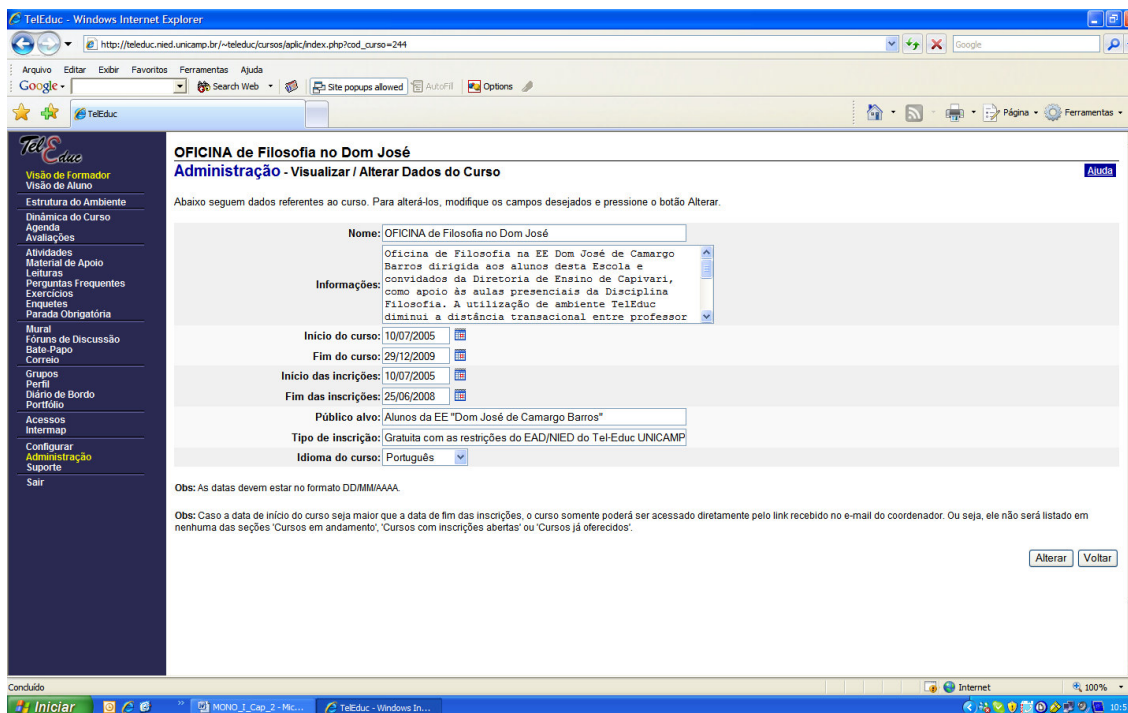 TelEduc - Windows Internet Explorer
http://teleduc.nied.unicamp.br/~teleduc/cursos/aplic/index.php?cod_curso=244
Google
Arquivo Editar Exibir Favoritos Ferramentas Ajuda
Google Search Web Site popups allowed AutoFill Options
TelEduc Página Ferramentas
TelEduc
Visão de Formador
Visão de Aluno
Estrutura do Ambiente
Dinâmica do Curso
Agenda
Avaliações
Atividades
Material de Apoio
Leituras
Perguntas Frequentes
Exercícios
Enquetes
Parada Obrigatória
Mural
Fóruns de Discussão
Bate-Papo
Correio
Grupos
Perfil
Diário de Bordo
Portfólio
Acessos
Intermap
Configurar
Administração
Suporte
Sair
OFICINA de Filosofia no Dom José
Administração - Visualizar / Alterar Dados do Curso
Ajuda
Abaixo seguem dados referentes ao curso. Para alterá-los, modifique os campos desejados e pressione o botão Alterar.
Nome: OFICINA de Filosofia no Dom José
Informações:
Oficina de Filosofia na EE Dom José de Camargo
Barros dirigida aos alunos desta Escola e
convidados da Diretoria de Ensino de Capivari,
como apoio às aulas presenciais da Disciplina
Filosofia. A utilização de ambiente TelEduc
diminui a distância transacional entre professor
Início do curso: 10/07/2005
Fim do curso: 29/12/2009
Início das incrições: 10/07/2005
Fim das inscrições: 25/06/2008
Público alvo: Alunos da EE "Dom José de Camargo Barros"
Tipo de inscrição: Gratuita com as restrições do EAD/NIED do Tel-Educ UNICAMP
Idioma do curso: Português
Obs: As datas devem estar no formato DD/MM/AAAA.
Obs: Caso a data de início do curso seja maior que a data de fim das inscrições, o curso somente poderá ser acessado diretamente pelo link recebido no e-mail do coordenador. Ou seja, ele não será listado em
nenhuma das seções 'Cursos em andamento', 'Cursos com inscrições abertas' ou 'Cursos já oferecidos'.
Alterar Voltar
Concluído Internet 100%
Iniciar MONO_I_Cap_2 - Mic... TelEduc - Windows In... 10:5